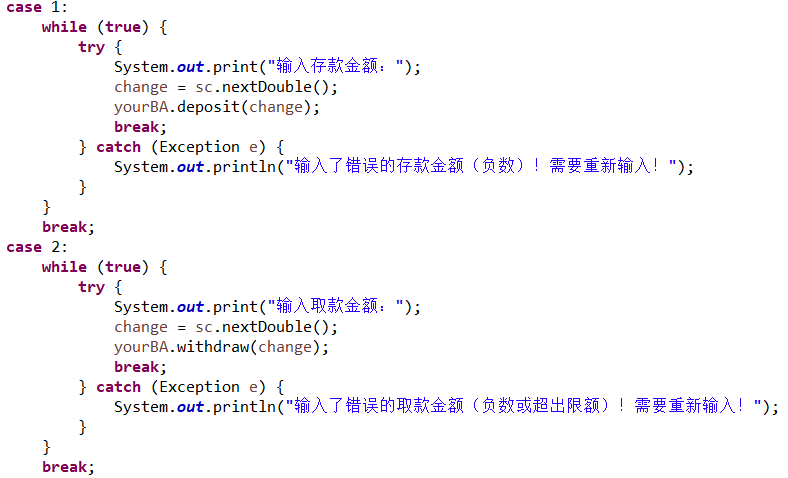 case 1:
    while (true) {
        try {
            System.out.print("输入存款金额：");
            change = sc.nextDouble();
            yourBA.deposit(change);
            break;
        } catch (Exception e) {
            System.out.println("输入了错误的存款金额（负数）！需要重新输入！");
        }
    }
    break;
case 2:
    while (true) {
        try {
            System.out.print("输入取款金额：");
            change = sc.nextDouble();
            yourBA.withdraw(change);
            break;
        } catch (Exception e) {
            System.out.println("输入了错误的取款金额（负数或超出限额）！需要重新输入！");
        }
    }
    break;